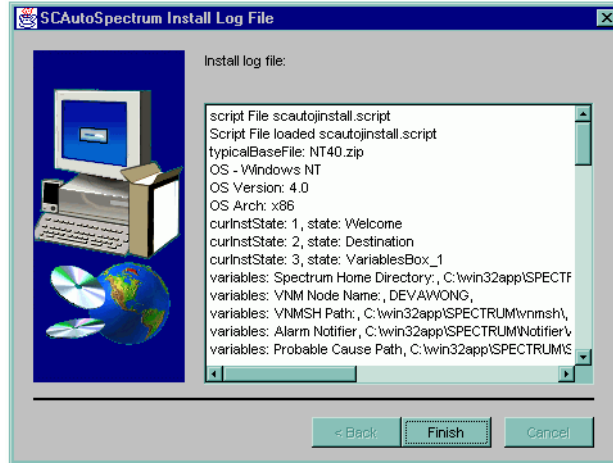 SCAutoSpectrum Install Log File
Install log file:
script File scautojinstall.script
Script File loaded scautojinstall.script
typicalBaseFile: NT40.zip
OS - Windows NT
OS Version: 4.0
OS Arch: x86
curInstState: 1, state: Welcome
curInstState: 2, state: Destination
curInstState: 3, state: VariablesBox_1
variables: Spectrum Home Directory:, C:\win32app\SPECTF
variables: VNM Node Name:, DEVAWONG,
variables: VNMSH Path:, C:\win32app\SPECTRUM\vnmsh\,
variables: Alarm Notifier, C:\win32app\SPECTRUM\Notifier\
variables: Probable Cause Path, C:\win32app\SPECTRUM\S
< Back
Finish
Cancel